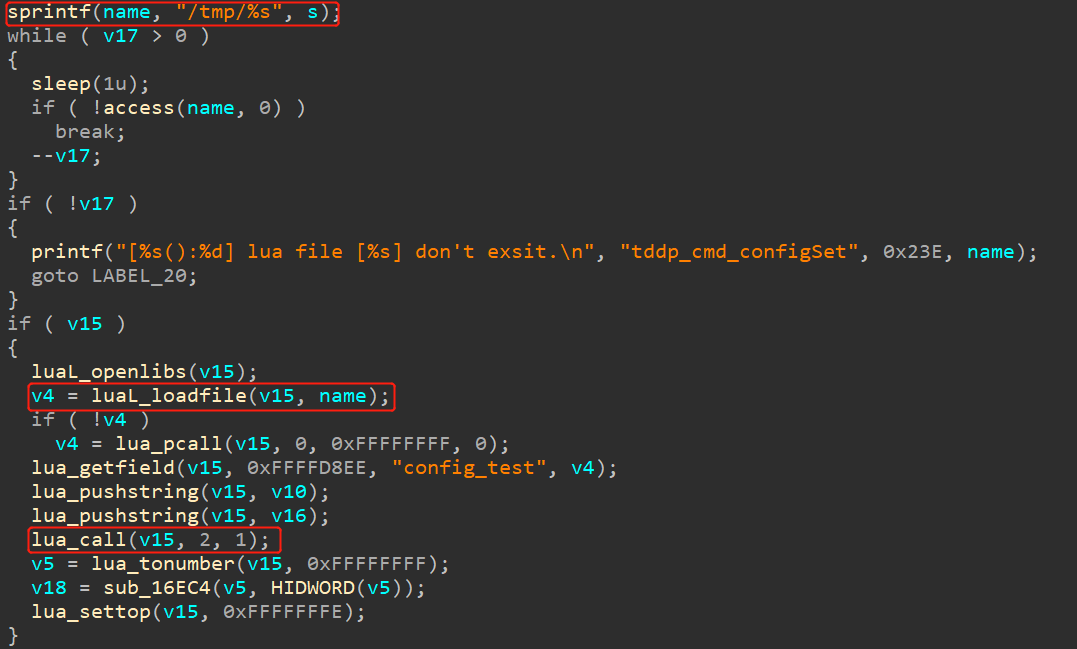 sprintf(name, "/tmp/%s", s);
while ( v17 > 0 )
{
sleep(1u);
if ( !access(name, 0) )
break;
--v17;
}
if ( !v17 )
{
printf("[%s():%d] lua file [%s] don't exsit.\n", "tddp_cmd_configSet", 0x23E, name);
goto LABEL_20;
}
if ( v15 )
{
luaL_openlibs(v15);
v4 = luaL_loadfile(v15, name);
if ( !v4 )
v4 = lua_pcall(v15, 0, 0xFFFFFFFF, 0);
lua_getfield(v15, 0xFFFFD8EE, "config_test", v4);
lua_pushstring(v15, v10);
lua_pushstring(v15, v16);
lua_call(v15, 2, 1);
v5 = lua_tonumber(v15, 0xFFFFFFFF);
v18 = sub_16EC4(v5, HIDWORD(v5));
lua_settop(v15, 0xFFFFFFFE);
}